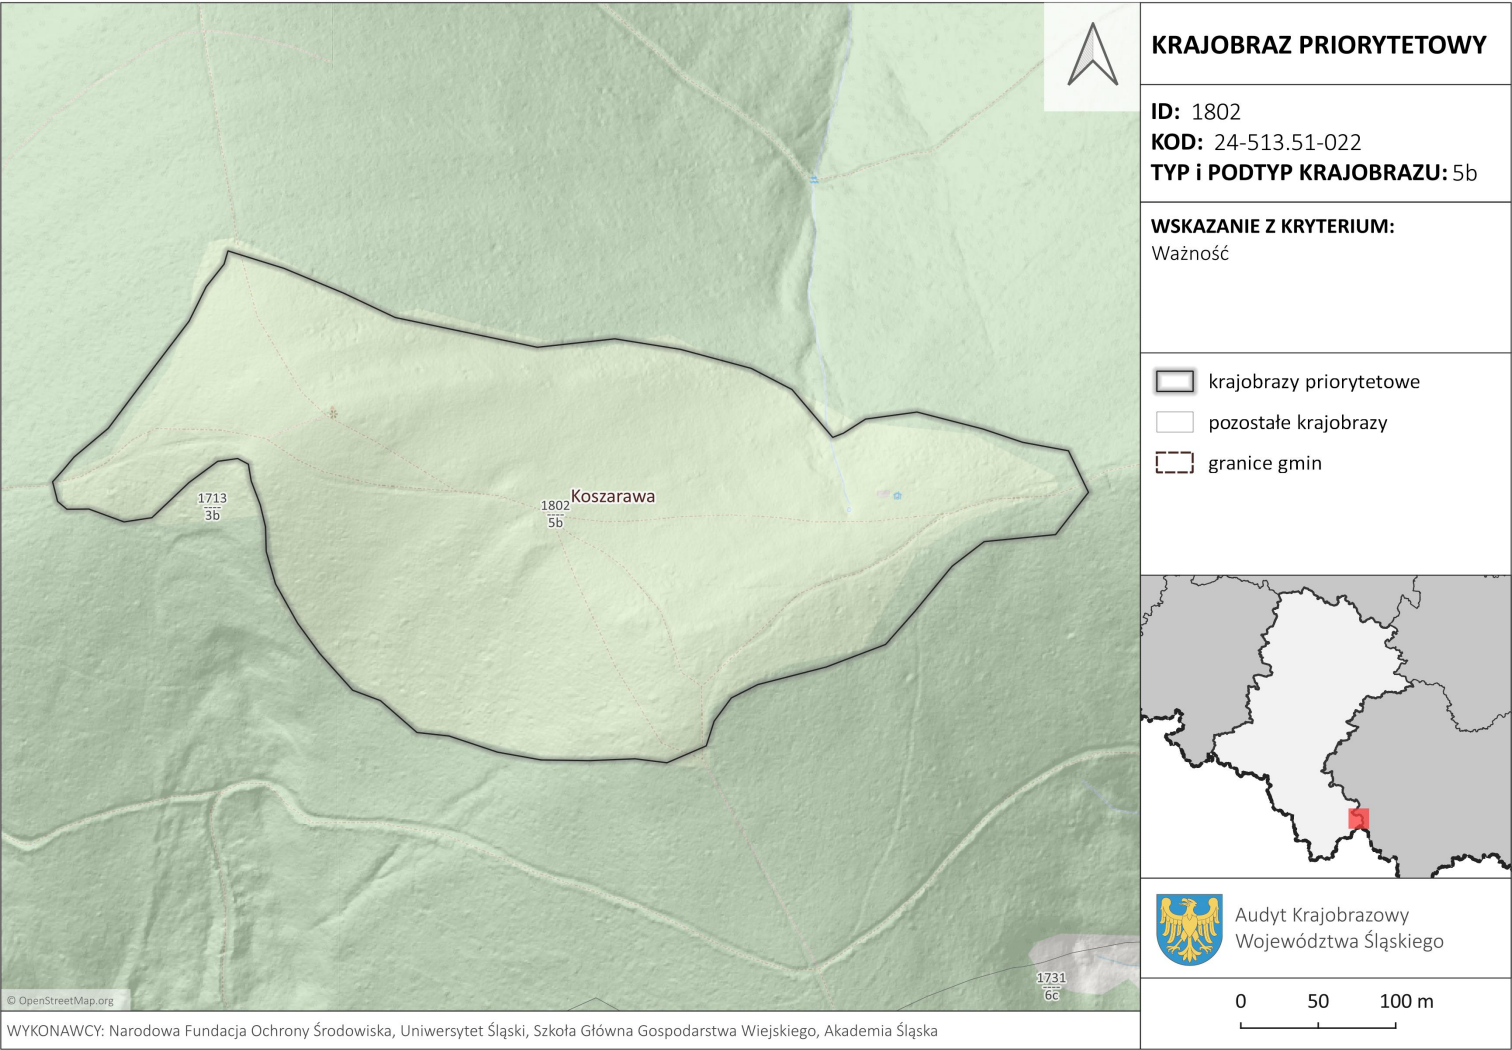 KRAJOBRAZ PRIORYTETOWY
ID: 1802
KOD: 24-513.51-022
TYP i PODTYP KRAJOBRAZU: 5b
WSKAZANIE Z KRYTERIUM:
Ważność
krajobrazy priorytetowe
pozostałe krajobrazy
granice gmin
1713
3b
Koszarawa
1802
5b
1731
6c
Audyt Krajobrazowy
Województwa Śląskiego
0 50 100 m
© OpenStreetMap.org
WYKONAWCY: Narodowa Fundacja Ochrony Środowiska, Uniwersytet Śląski, Szkoła Główna Gospodarstwa Wiejskiego, Akademia Śląska